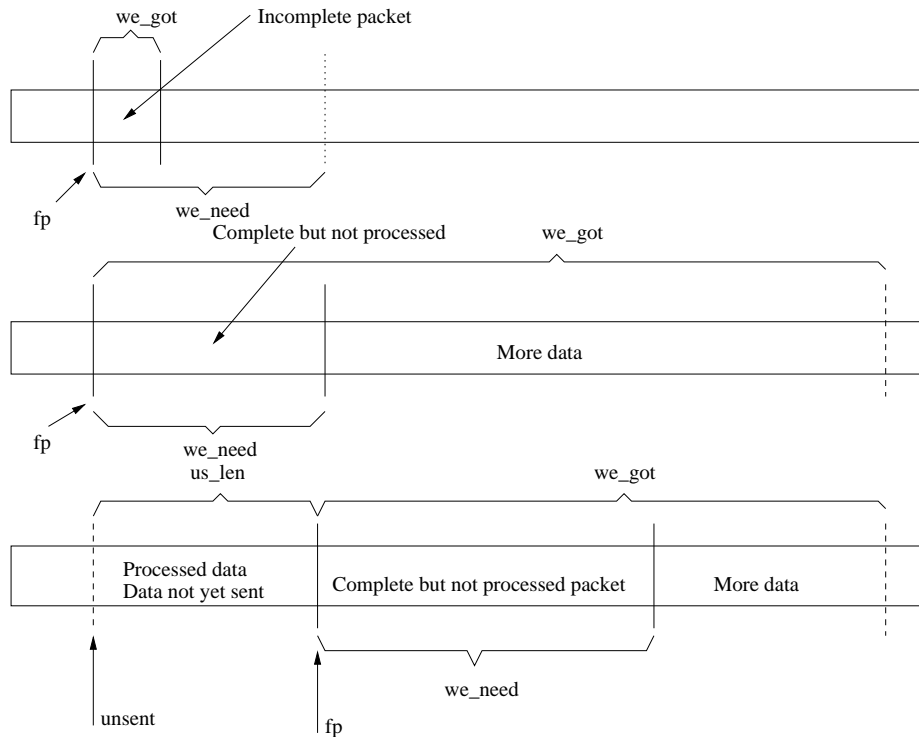 we_got
Incomplete packet
fp
we_need
Complete but not processed
we_got
More data
fp
we_need
us_len
we_got
Processed data
Data not yet sent
Complete but not processed packet
More data
we_need
unsent
fp